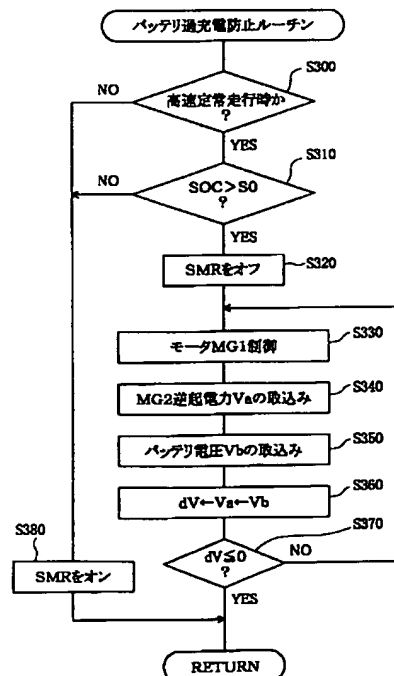 バッテリ過充電防止ルーチン
S300
高速定常走行時か
?
NO
YES
S310
SOC>S0
?
NO
YES
S320
SMRをオフ
S330
モータMG1制御
S340
MG2逆起電力Vaの取込み
S350
バッテリ電圧Vbの取込み
S360
dV←Va←Vb
S370
dV≦0
?
NO
YES
S380
SMRをオン
RETURN